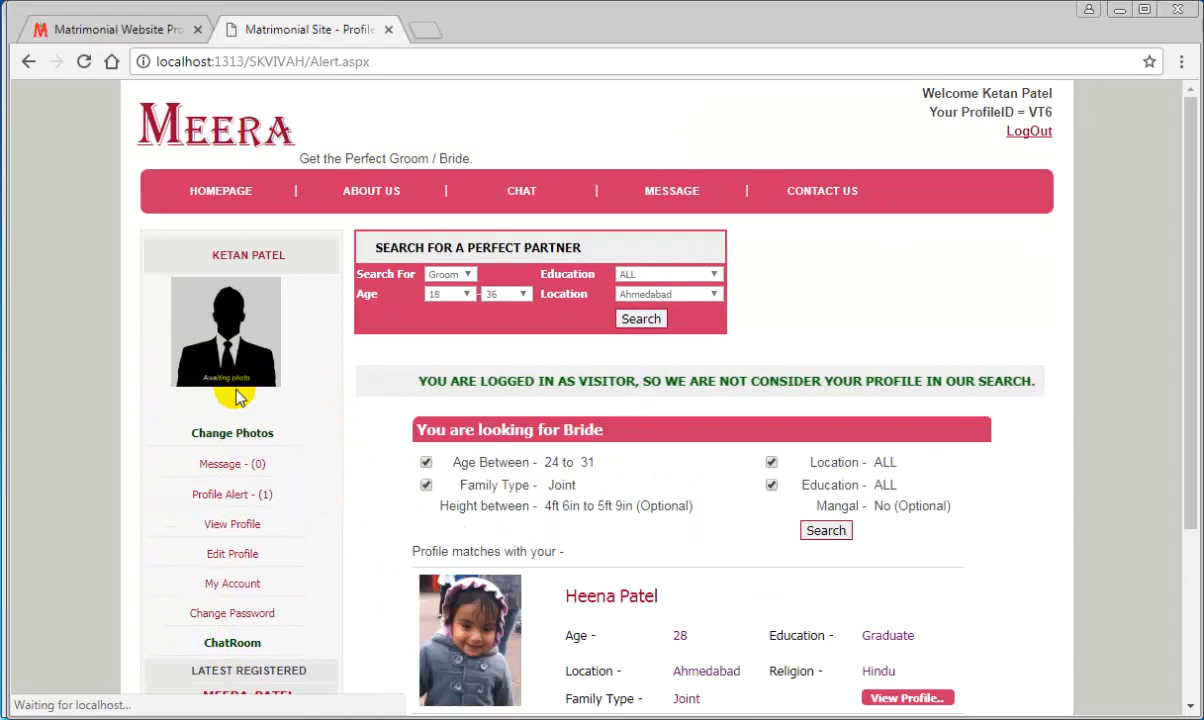 Matrimonial Website Pro
Matrimonial Site - Profile
localhost:1313/SKVIVAH/Alert.aspx
Welcome Ketan Patel
Your ProfileID = VT6
LogOut
MEERA
Get the Perfect Groom / Bride.
HOMEPAGE | ABOUT US | CHAT | MESSAGE | CONTACT US
KETAN PATEL
Awaiting photo
Change Photos
Message - (0)
Profile Alert - (1)
View Profile
Edit Profile
My Account
Change Password
ChatRoom
LATEST REGISTERED
MEERA PATEL
SEARCH FOR A PERFECT PARTNER
Search For Groom Education ALL
Age 18 - 36 Location Ahmedabad
Search
YOU ARE LOGGED IN AS VISITOR, SO WE ARE NOT CONSIDER YOUR PROFILE IN OUR SEARCH.
You are looking for Bride
Age Between - 24 to 31 Location - ALL
Family Type - Joint Education - ALL
Height between - 4ft 6in to 5ft 9in (Optional) Mangal - No (Optional)
Search
Profile matches with your -
Heena Patel
Age - 28 Education - Graduate
Location - Ahmedabad Religion - Hindu
Family Type - Joint View Profile..
Waiting for localhost...